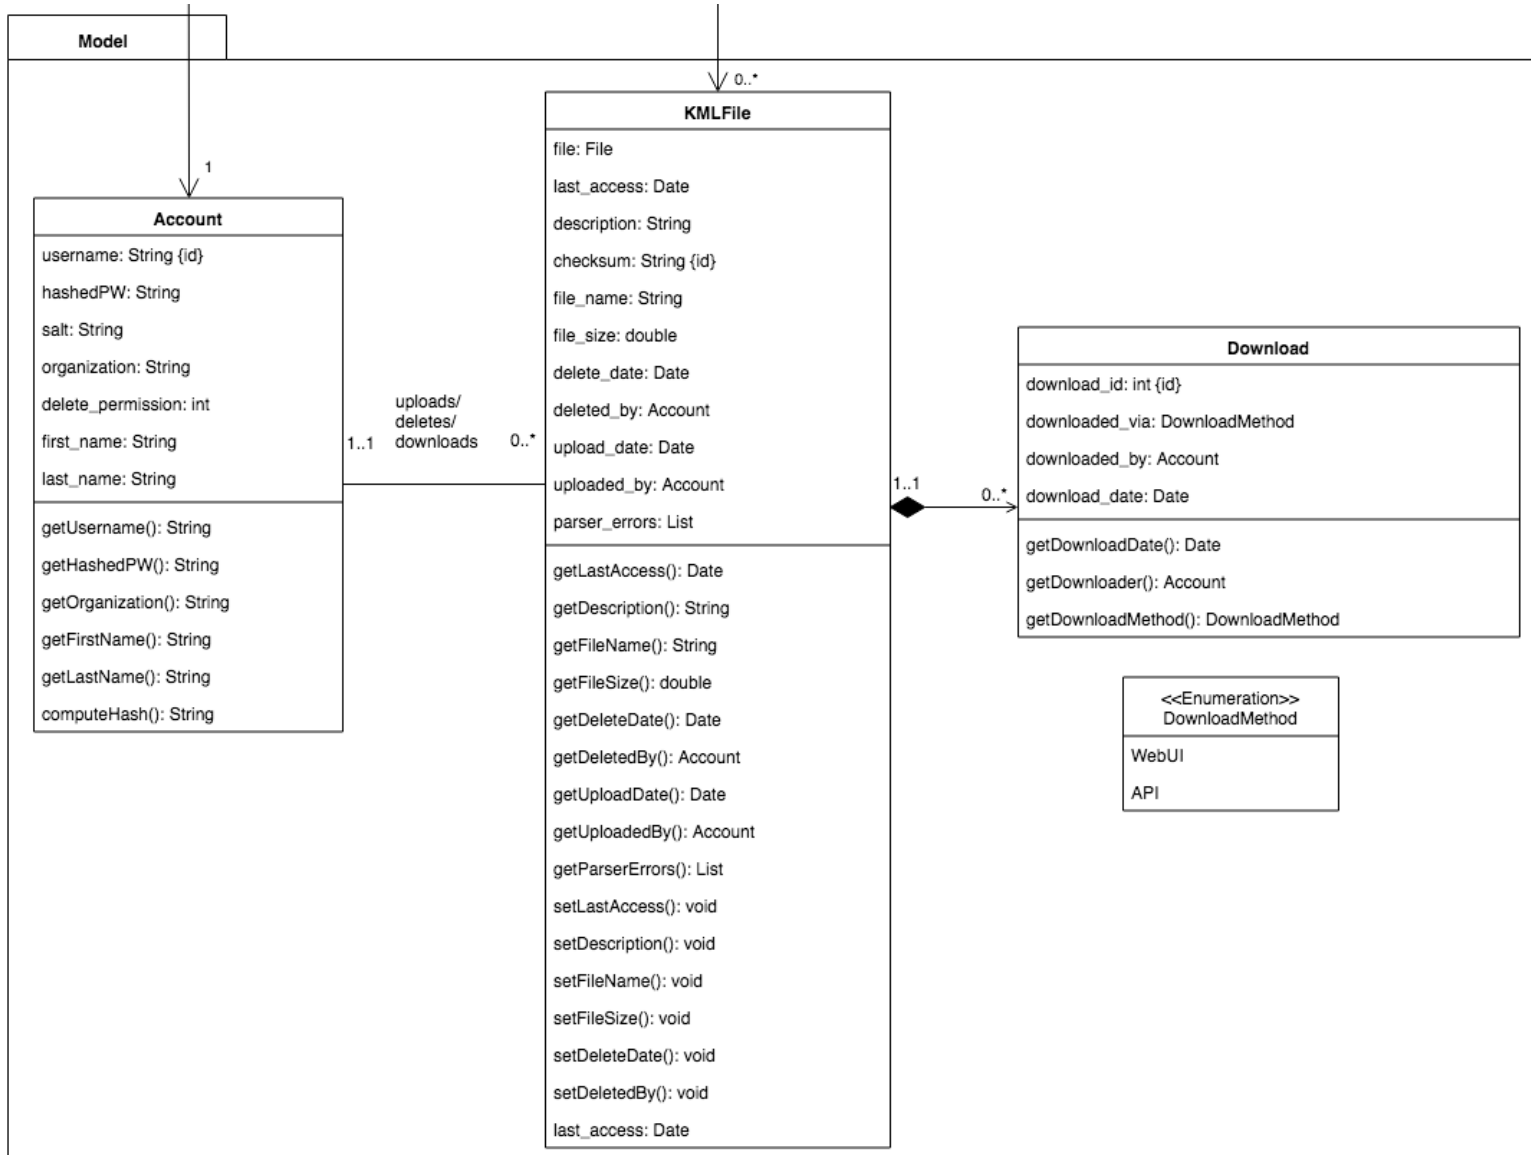 Model
1
Account
username: String {id}
hashedPW: String
salt: String
organization: String
delete_permission: int
first_name: String
last_name: String
getUsername(): String
getHashedPW(): String
getOrganization(): String
getFirstName(): String
getLastName(): String
computeHash(): String
uploads/
deletes/
downloads
1..1
0..*
0..*
KMLFile
file: File
last_access: Date
description: String
checksum: String {id}
file_name: String
file_size: double
delete_date: Date
deleted_by: Account
upload_date: Date
uploaded_by: Account
parser_errors: List
getLastAccess(): Date
getDescription(): String
getFileName(): String
getFileSize(): double
getDeleteDate(): Date
getDeletedBy(): Account
getUploadDate(): Date
getUploadedBy(): Account
getParserErrors(): List
setLastAccess(): void
setDescription(): void
setFileName(): void
setFileSize(): void
setDeleteDate(): void
setDeletedBy(): void
last_access: Date
1..1
0..*
Download
download_id: int {id}
downloaded_via: DownloadMethod
downloaded_by: Account
download_date: Date
getDownloadDate(): Date
getDownloader(): Account
getDownloadMethod(): DownloadMethod
<<Enumeration>>
DownloadMethod
WebUI
API